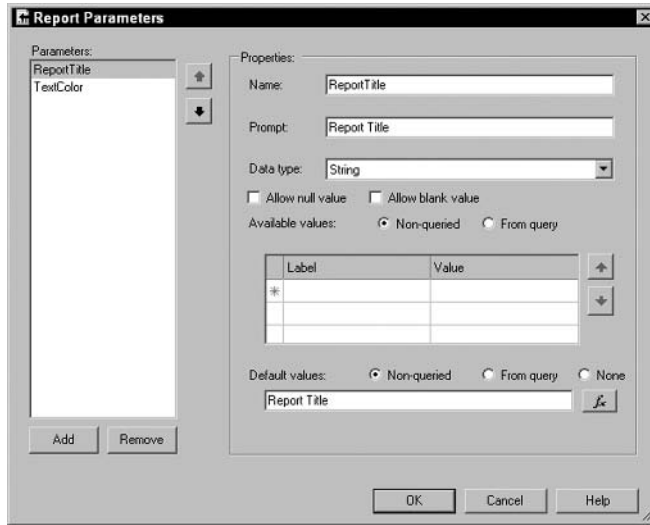 Report Parameters
Parameters:
ReportTitle
TextColor
Add Remove
Properties:
Name: ReportTitle
Prompt: Report Title
Data type: String
Allow null value Allow blank value
Available values: Non-queried From query
Label Value
Default values: Non-queried From query None
Report Title fx
OK Cancel Help